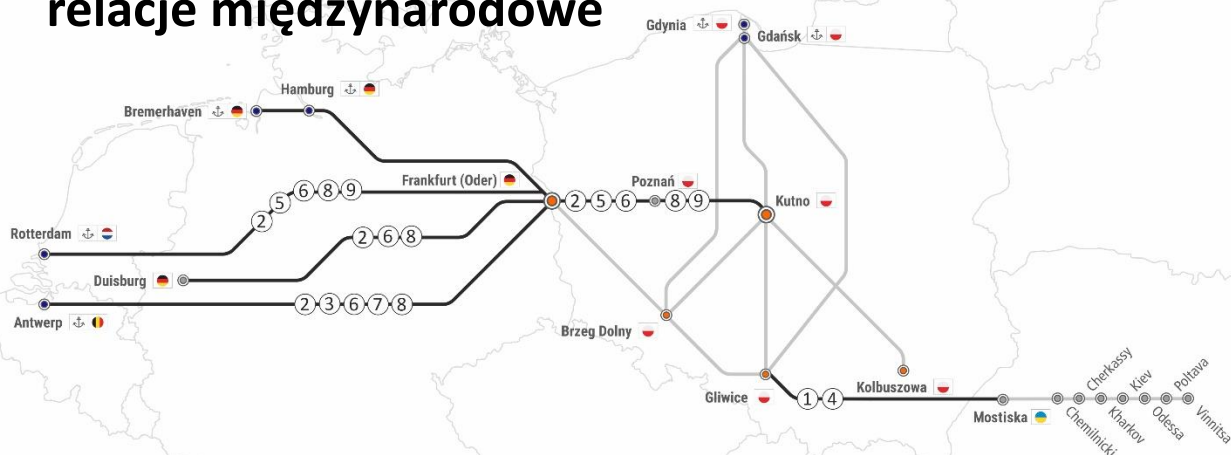 relacje międzynarodowe
Gdynia
Gdańsk
Hamburg
Bremerhaven
Frankfurt (Oder)
Poznań
2 5 6 8 9
Kutno
2 5 6 8 9
Rotterdam
2 6 8
Duisburg
2 3 6 7 8
Antwerp
Brzeg Dolny
Gliwice
1 4
Kolbuszowa
Mostiska
Chemilnicki
Cherkassy
Kharkov
Kiev
Odessa
Poltava
Vinnitsa